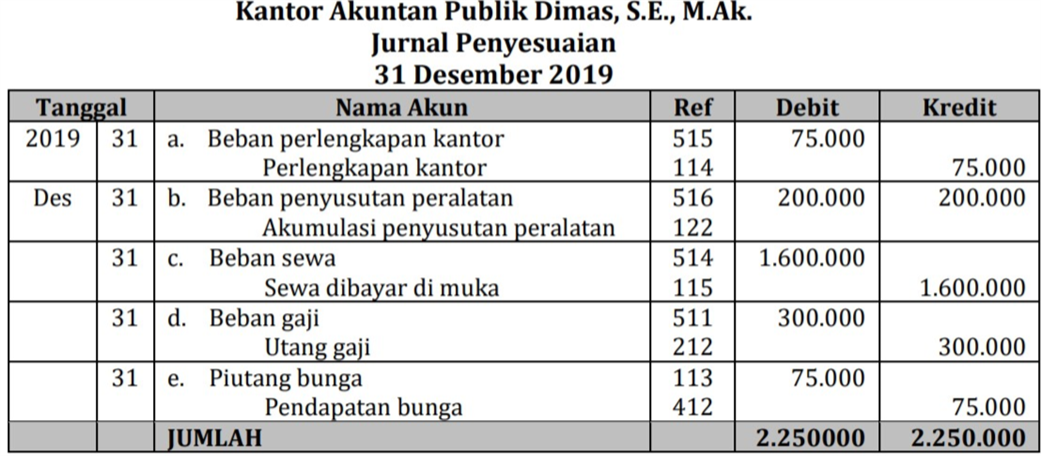 Kantor Akuntan Publik Dimas, S.E., M.Ak.
Jurnal Penyesuaian
31 Desember 2019
Tanggal Nama Akun Ref Debit Kredit
2019 31 a. Beban perlengkapan kantor 515 75.000
Perlengkapan kantor 114 75.000
Des 31 b. Beban penyusutan peralatan 516 200.000 200.000
Akumulasi penyusutan peralatan 122
31 c. Beban sewa 514 1.600.000
Sewa dibayar di muka 115 1.600.000
31 d. Beban gaji 511 300.000
Utang gaji 212 300.000
31 e. Piutang bunga 113 75.000
Pendapatan bunga 412 75.000
JUMLAH 2.250000 2.250.000